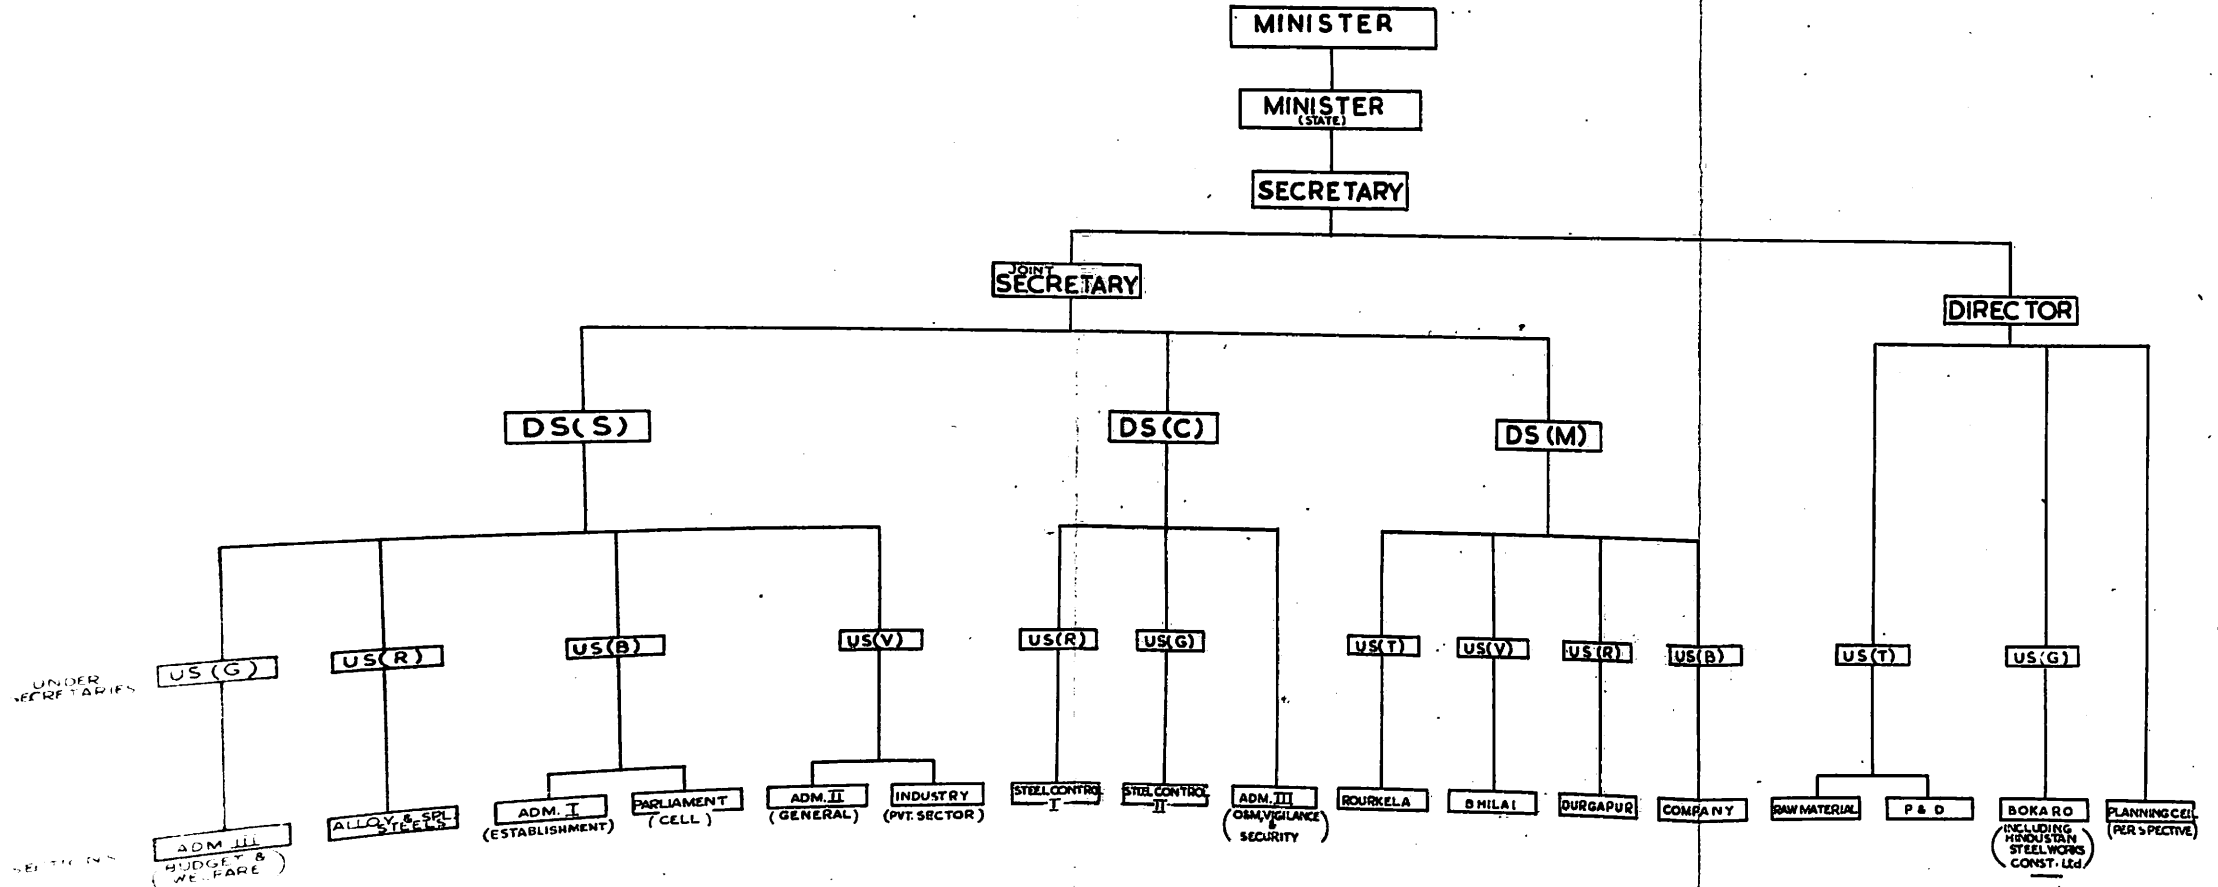 MINISTER
MINISTER
(STATE)
SECRETARY
JOINT
SECRETARY
DIRECTOR
DS(S)
DS(C)
DS(M)
UNDER
SECRETARIES
US(G)
US(R)
US(B)
US(V)
US(R)
US(G)
US(T)
US(V)
US(R)
US(B)
US(T)
US(G)
SECTIONS
ADM III
(BUDGET &
WELFARE)
ALLOY & SPL
STEELS
ADM. I
(ESTABLISHMENT)
PARLIAMENT
(CELL)
ADM. II
(GENERAL)
INDUSTRY
(PVT. SECTOR)
STEEL CONTROL
I
STEEL CONTROL
II
ADM. III
(O&M, VIGILANCE
&
SECURITY)
ROURKELA
BHILAI
DURGAPUR
COMPANY
RAW MATERIAL
P & D
BOKARO
(INCLUDING
HINDUSTAN
STEEL WORKS
CONST. Ltd.)
PLANNING CELL
(PERSPECTIVE)